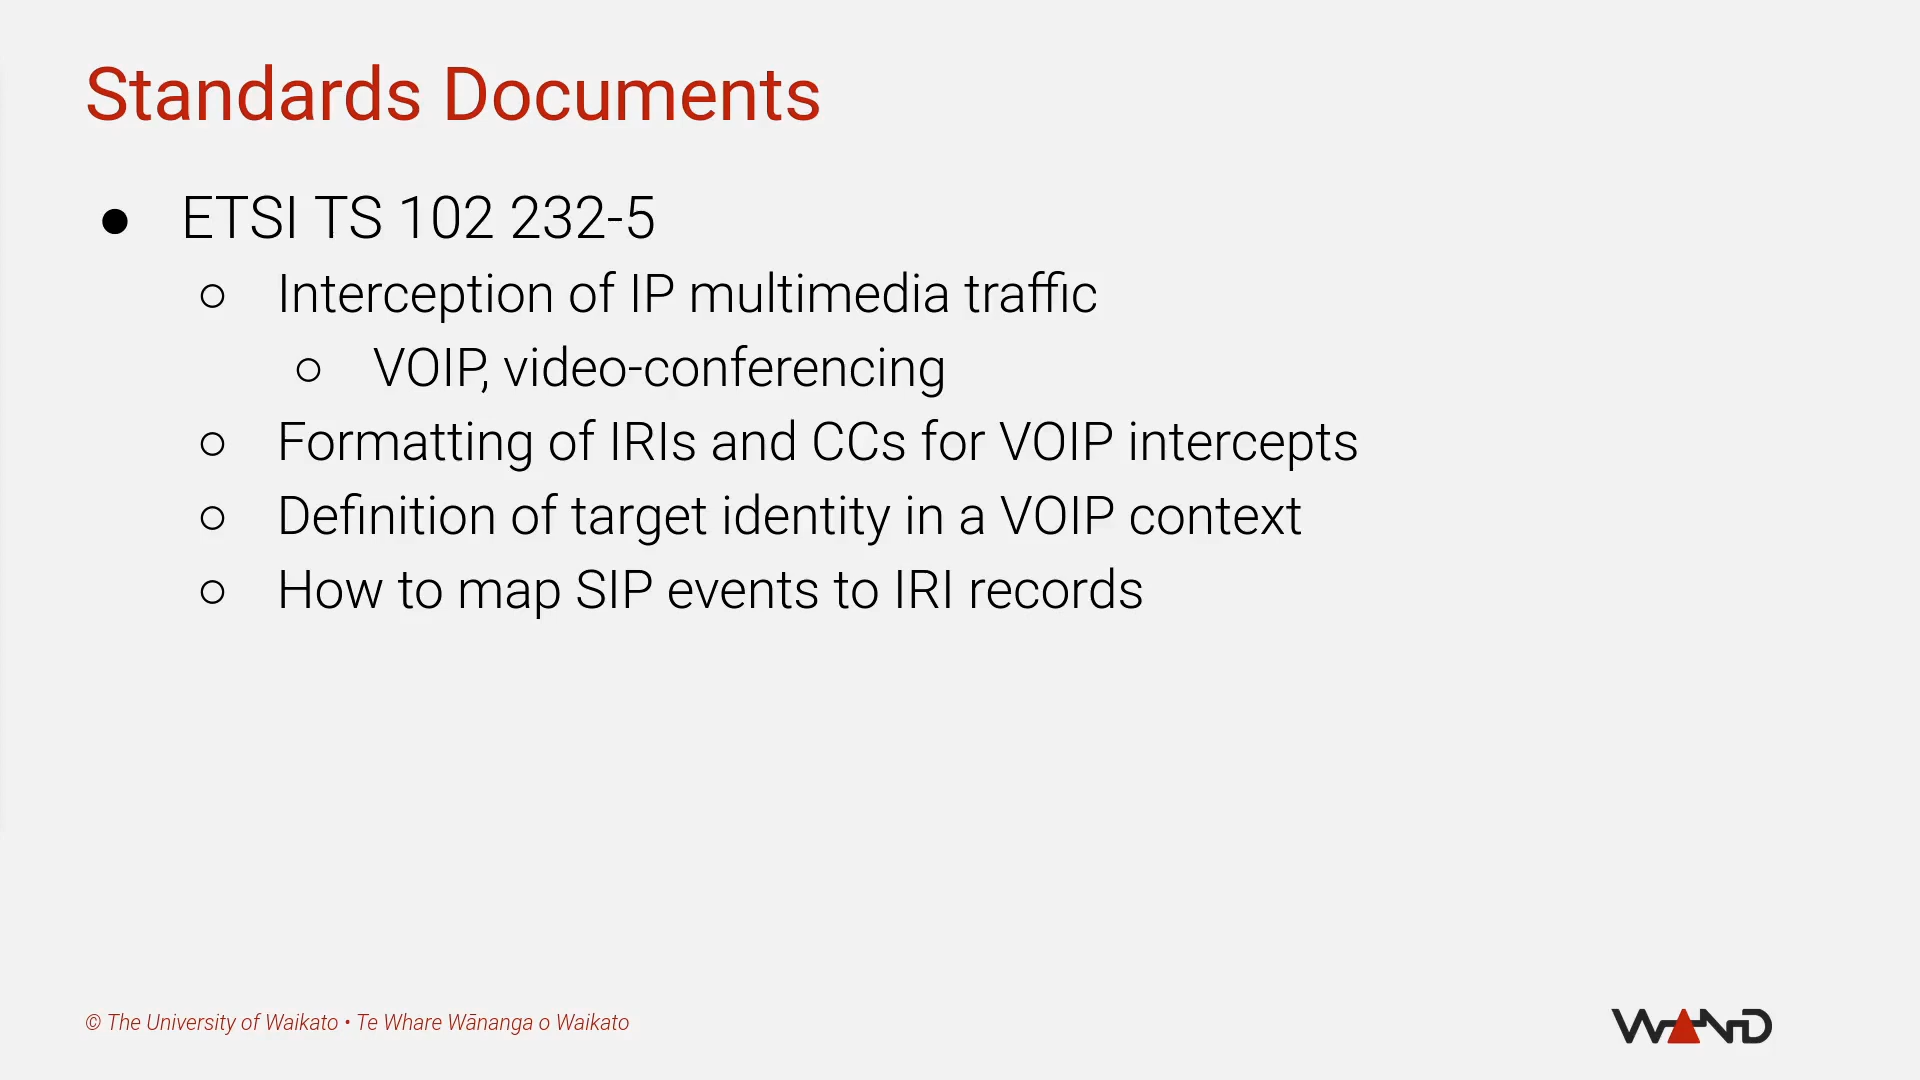 Standards Documents
● ETSI TS 102 232-5
○ Interception of IP multimedia traffic
○ VOIP, video-conferencing
○ Formatting of IRIs and CCs for VOIP intercepts
○ Definition of target identity in a VOIP context
○ How to map SIP events to IRI records
© The University of Waikato • Te Whare Wānanga o Waikato
WAND